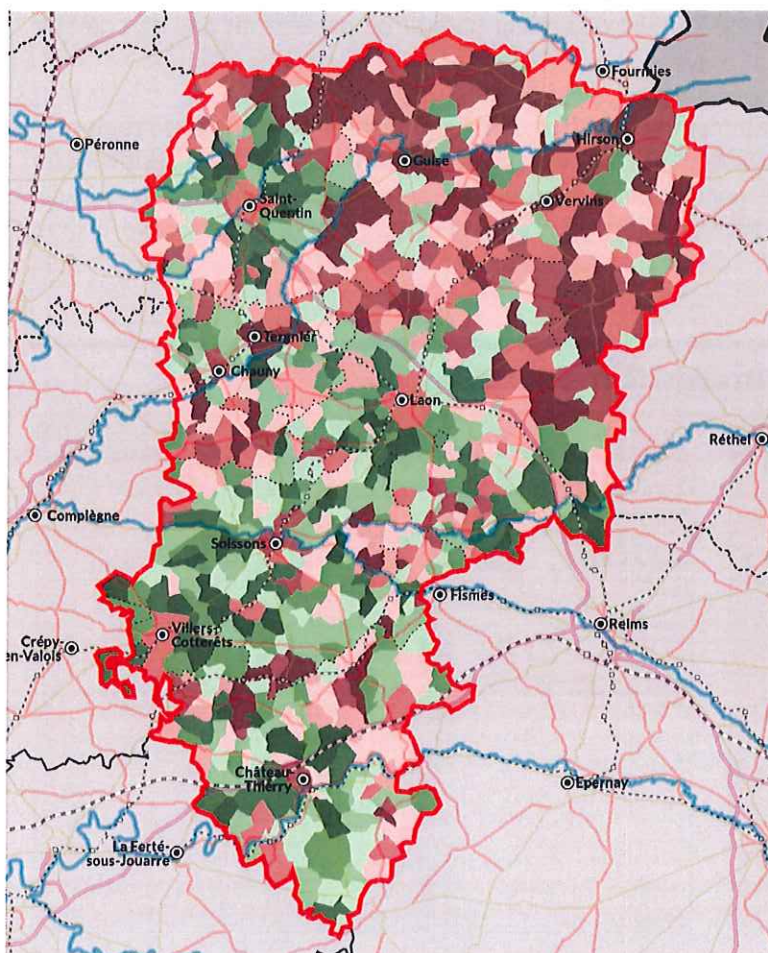 Fourmies
Péronne
Hirson
Guise
Saint-
Quentin
Vervins
Tergnier
Chauny
Laon
Réthel
Compiègne
Soissons
Fismes
Reims
Villers-
Cotterêts
Crépy-
en-Valois
Château-
Thierry
Epernay
La Ferté-
sous-Jouarre